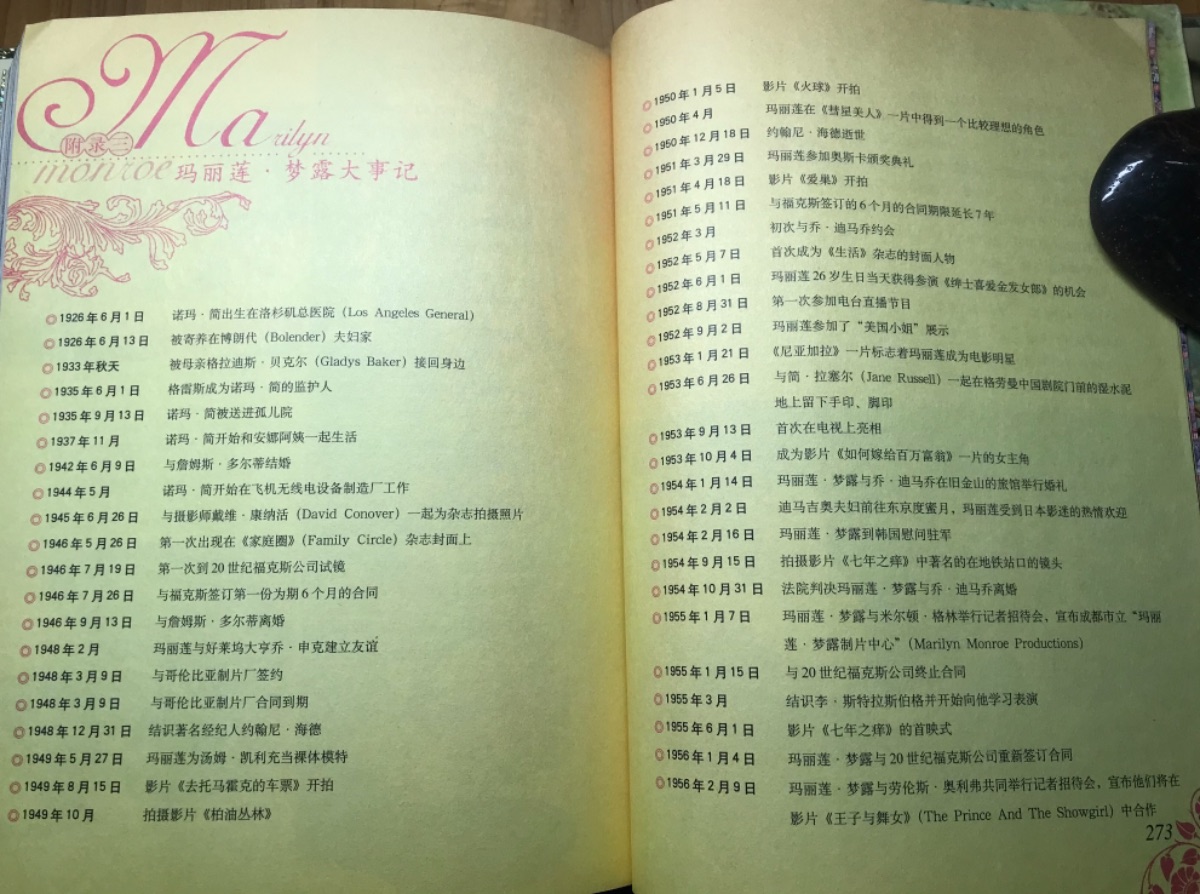 Marilyn
附录三
monroe玛丽莲·梦露大事记
1926年6月1日 诺玛·简出生在洛杉矶总医院（Los Angeles General）
1926年6月13日 被寄养在博朗代（Bolender）夫妇家
1933年秋天 被母亲格拉迪斯·贝克尔（Gladys Baker）接回身边
1935年6月1日 格雷斯成为诺玛·简的监护人
1935年9月13日 诺玛·简被送进孤儿院
1937年11月 诺玛·简开始和安娜阿姨一起生活
1942年6月9日 与詹姆斯·多尔蒂结婚
1944年5月 诺玛·简开始在飞机无线电设备制造厂工作
1945年6月26日 与摄影师戴维·康纳活（David Conover）一起为杂志拍摄照片
1946年5月26日 第一次出现在《家庭圈》（Family Circle）杂志封面上
1946年7月19日 第一次到20世纪福克斯公司试镜
1946年7月26日 与福克斯签订第一份为期6个月的合同
1946年9月13日 与詹姆斯·多尔蒂离婚
1948年2月 玛丽莲与好莱坞大亨乔·申克建立友谊
1948年3月9日 与哥伦比亚制片厂签约
1948年3月9日 与哥伦比亚制片厂合同到期
1948年12月31日 结识著名经纪人约翰尼·海德
1949年5月27日 玛丽莲为汤姆·凯利充当裸体模特
1949年8月15日 影片《去托马霍克的车票》开拍
1949年10月 拍摄影片《柏油丛林》
1950年1月5日 影片《火球》开拍
1950年4月 玛丽莲在《彗星美人》一片中得到一个比较理想的角色
1950年12月18日 约翰尼·海德逝世
1951年3月29日 玛丽莲参加奥斯卡颁奖典礼
1951年4月18日 影片《爱巢》开拍
1951年5月11日 与福克斯签订的6个月的合同期限延长7年
1952年3月 初次与乔·迪马乔约会
1952年5月7日 首次成为《生活》杂志的封面人物
1952年6月1日 玛丽莲26岁生日当天获得参演《绅士喜爱金发女郎》的机会
1952年8月31日 第一次参加电台直播节目
1952年9月2日 玛丽莲参加了“美国小姐”展示
1953年1月21日 《尼亚加拉》一片标志着玛丽莲成为电影明星
1953年6月26日 与简·拉塞尔（Jane Russell）一起在格劳曼中国剧院门前的湿水泥
地上留下手印、脚印
1953年9月13日 首次在电视上亮相
1953年10月4日 成为影片《如何嫁给百万富翁》一片的女主角
1954年1月14日 玛丽莲·梦露与乔·迪马乔在旧金山的旅馆举行婚礼
1954年2月2日 迪马吉奥夫妇前往东京度蜜月，玛丽莲受到日本影迷的热情欢迎
1954年2月16日 玛丽莲·梦露到韩国慰问驻军
1954年9月15日 拍摄影片《七年之痒》中著名的在地铁站口的镜头
1954年10月31日 法院判决玛丽莲·梦露与乔·迪马乔离婚
1955年1月7日 玛丽莲·梦露与米尔顿·格林举行记者招待会，宣布成都市立“玛丽
莲·梦露制片中心”（Marilyn Monroe Productions）
1955年1月15日 与20世纪福克斯公司终止合同
1955年3月 结识李·斯特拉斯伯格并开始向他学习表演
1955年6月1日 影片《七年之痒》的首映式
1956年1月4日 玛丽莲·梦露与20世纪福克斯公司重新签订合同
1956年2月9日 玛丽莲·梦露与劳伦斯·奥利弗共同举行记者招待会，宣布他们将在
影片《王子与舞女》（The Prince And The Showgirl）中合作
273